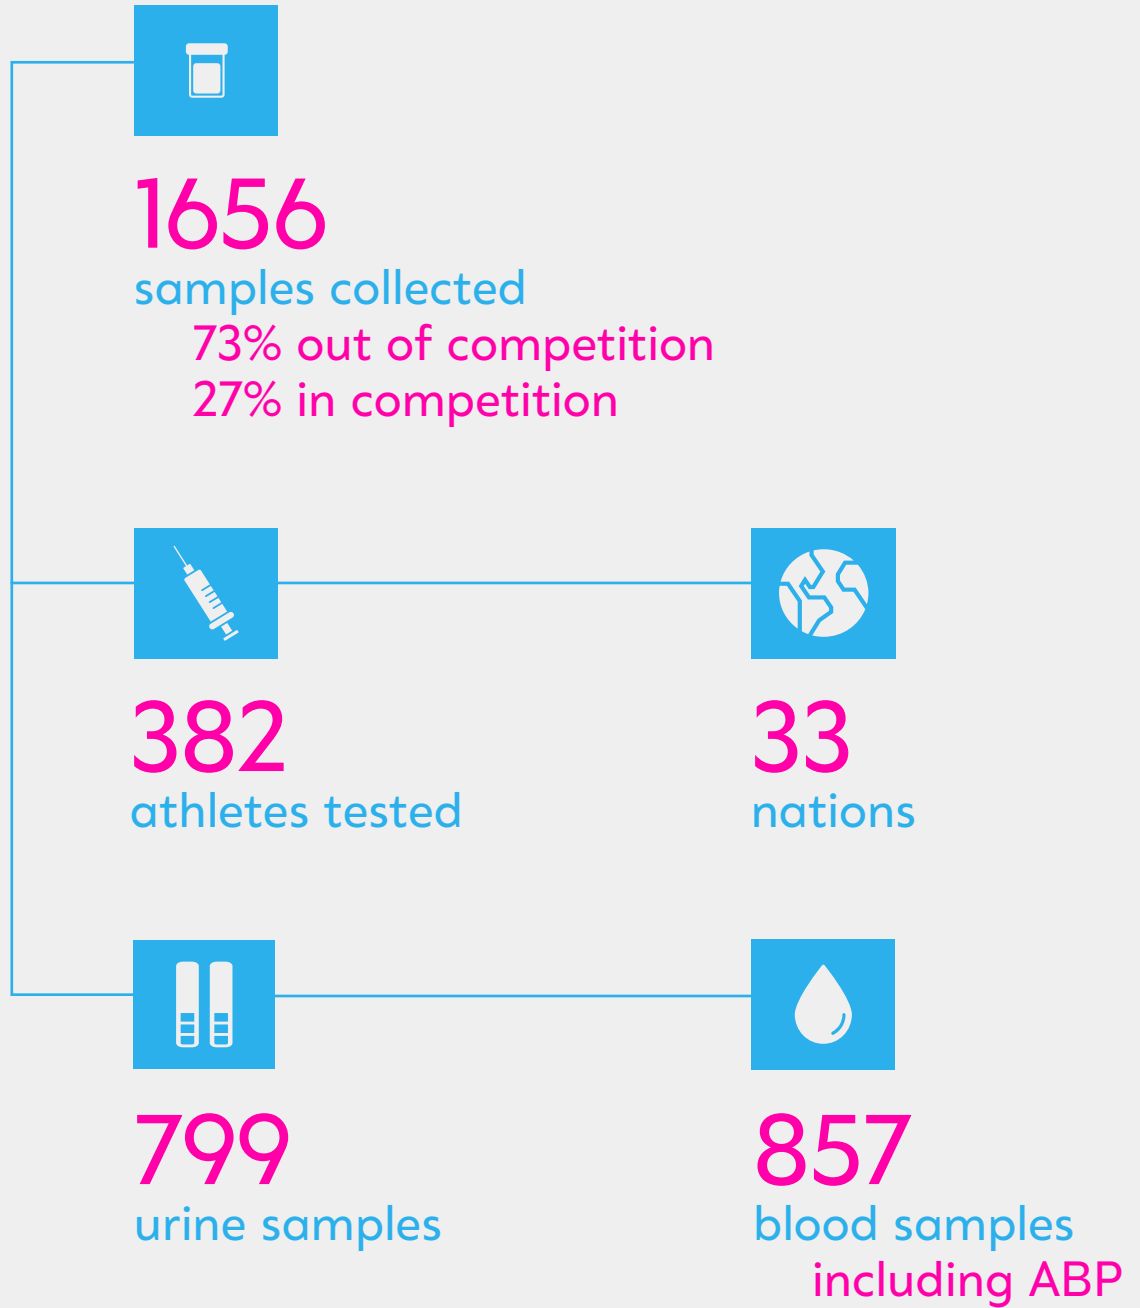 1656
samples collected
73% out of competition
27% in competition
382
athletes tested
33
nations
799
urine samples
857
blood samples
including ABP